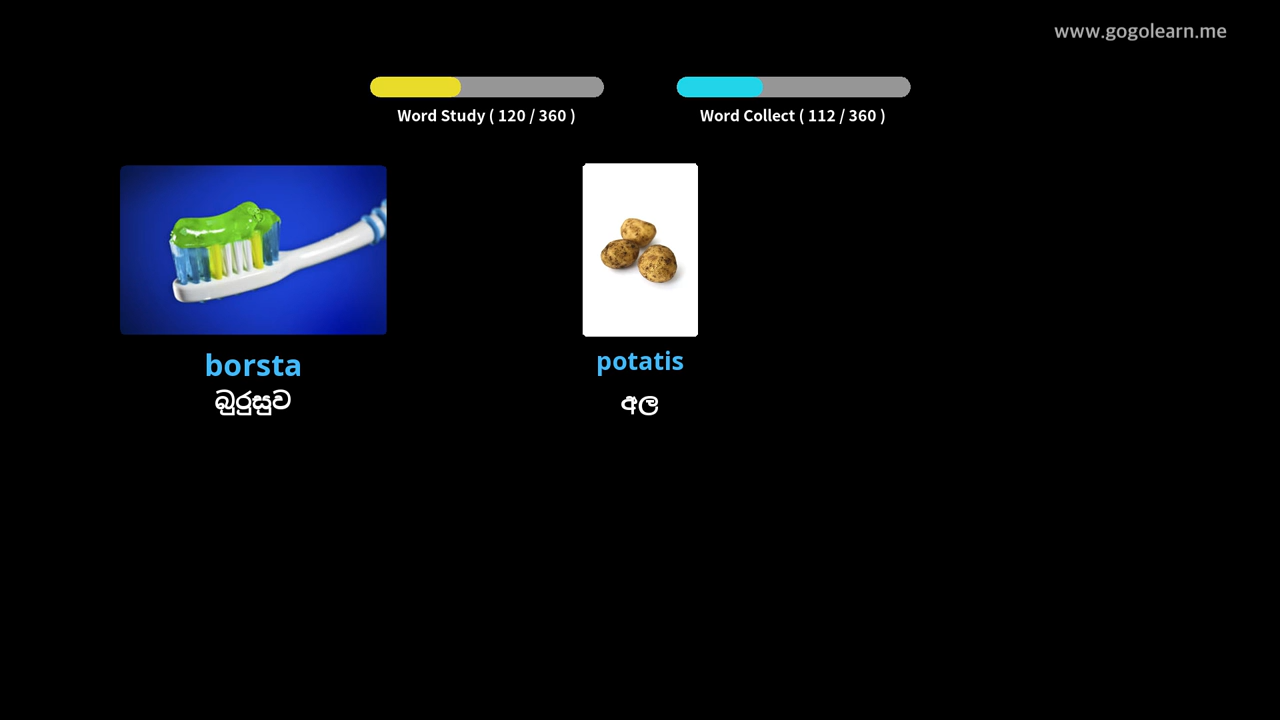 www.gogolearn.me
Word Study ( 120 / 360 )
Word Collect ( 112 / 360 )
borsta
බුරුසුව
potatis
අල